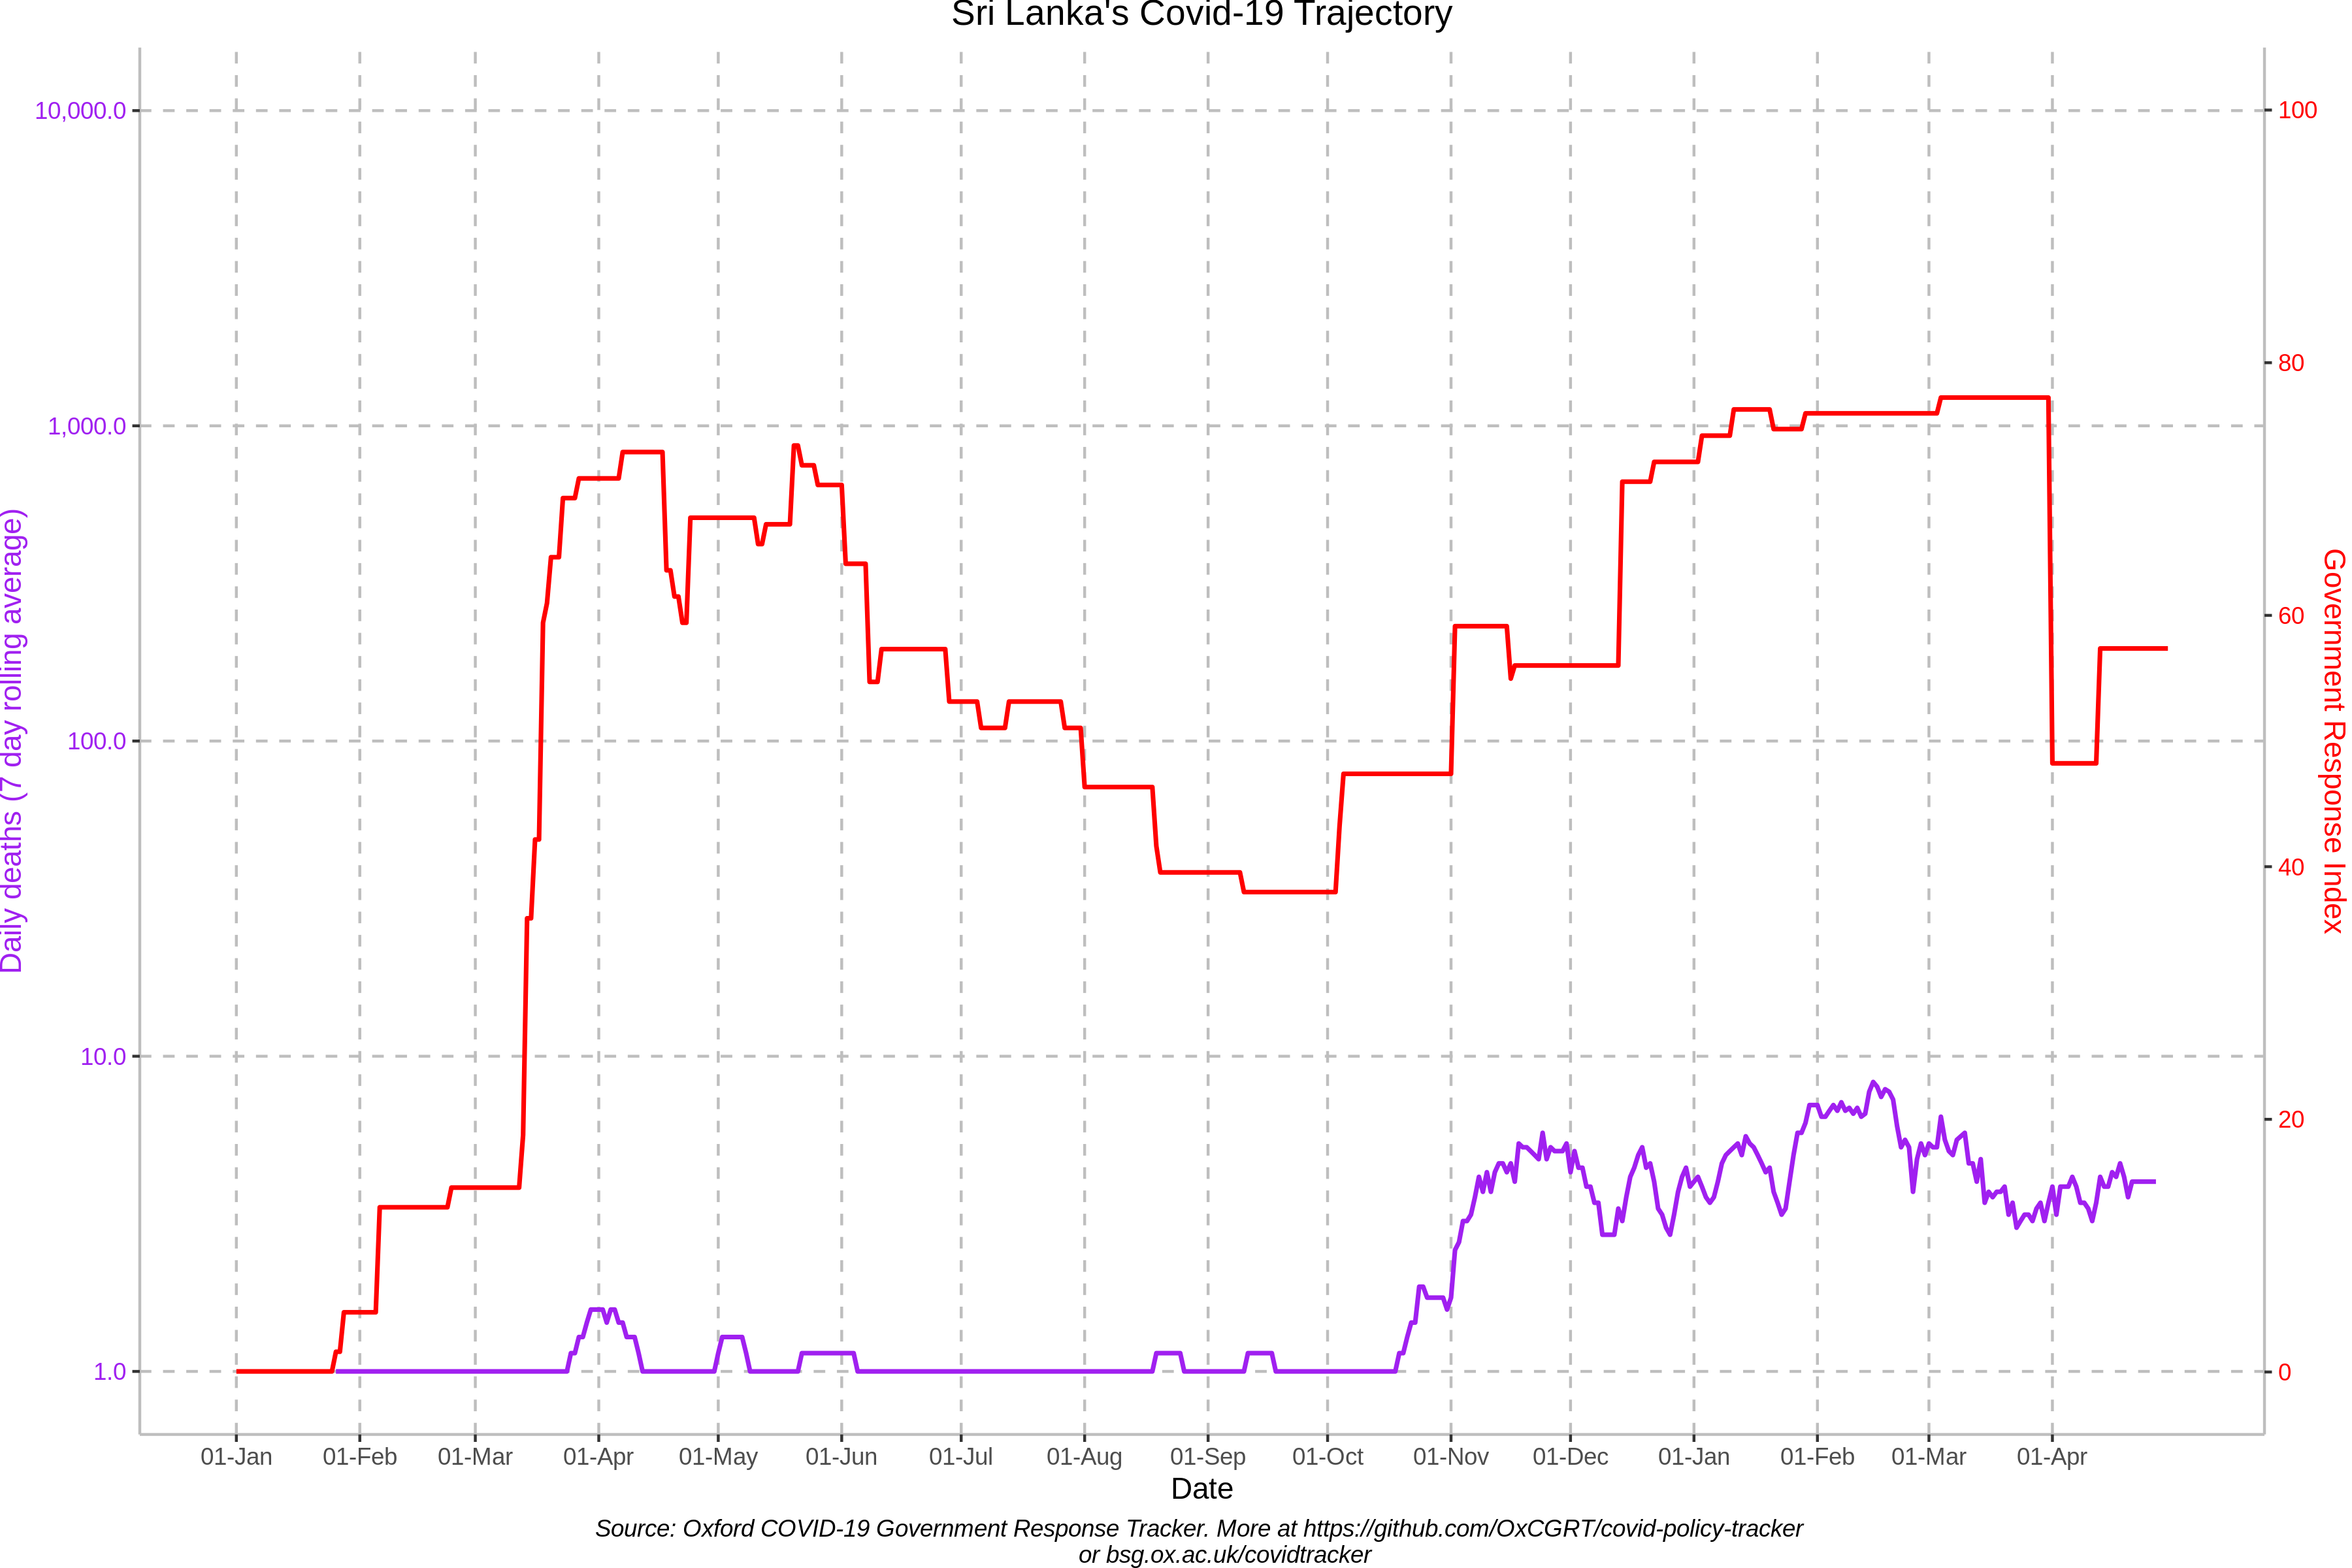 Sri Lanka's Covid-19 Trajectory
10,000.0
1,000.0
100.0
10.0
1.0
Daily deaths (7 day rolling average)
100
80
60
40
20
0
Government Response Index
01-Jan 01-Feb 01-Mar 01-Apr 01-May 01-Jun 01-Jul 01-Aug 01-Sep 01-Oct 01-Nov 01-Dec 01-Jan 01-Feb 01-Mar 01-Apr
Date
Source: Oxford COVID-19 Government Response Tracker. More at https://github.com/OxCGRT/covid-policy-tracker
or bsg.ox.ac.uk/covidtracker